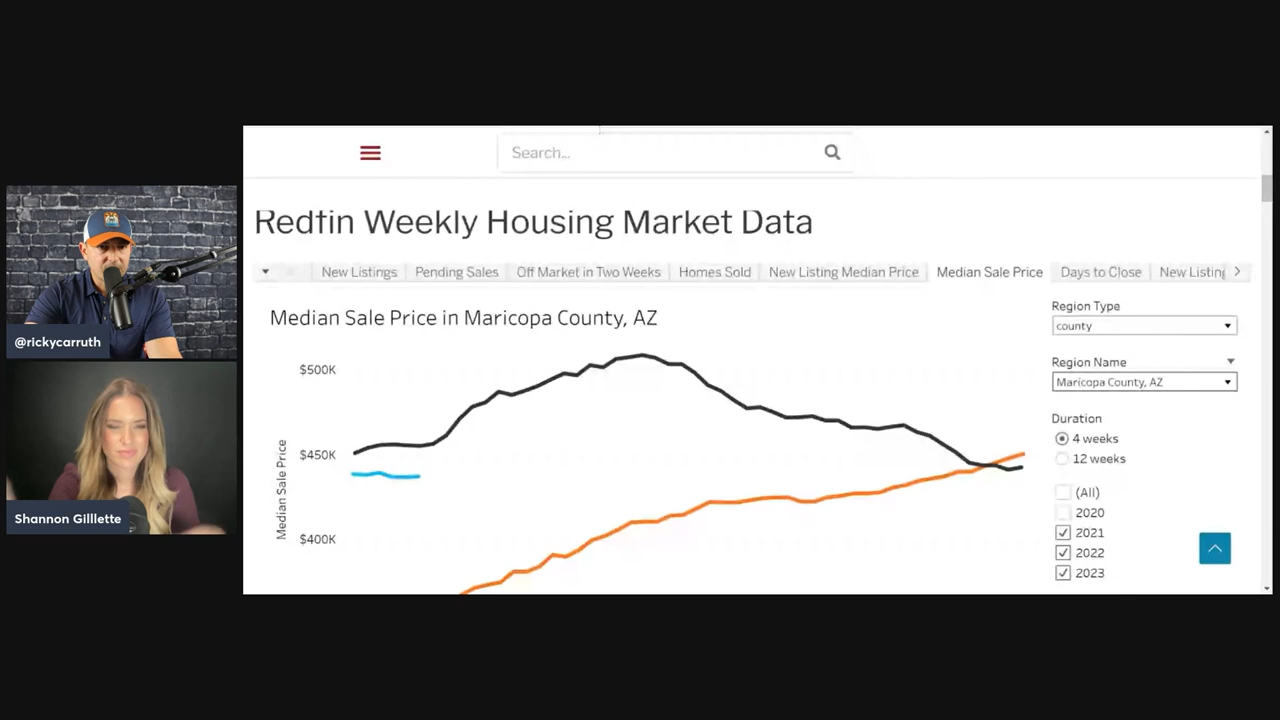 Search...
Redfin Weekly Housing Market Data
New Listings
Pending Sales
Off Market in Two Weeks
Homes Sold
New Listing Median Price
Median Sale Price
Days to Close
New Listing
Median Sale Price in Maricopa County, AZ
$500K
$450K
$400K
Median Sale Price
Region Type
county
Region Name
Maricopa County, AZ
Duration
4 weeks
12 weeks
(All)
2020
2021
2022
2023
@rickycarruth
Shannon Gilllette